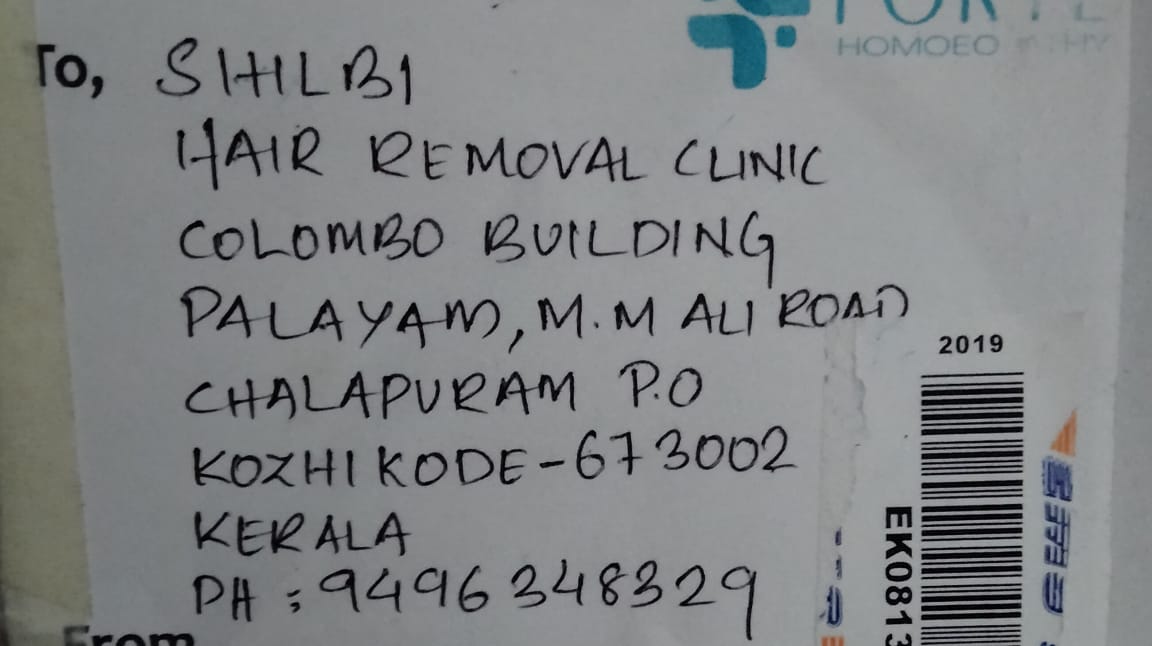 HOMOEO
To, SHILBI
HAIR REMOVAL CLINIC
COLOMBO BUILDING
PALAYAM, M.M ALI ROAD
2019
CHALAPURAM P.O
KOZHIKODE-673002
KERALA
EK0813
PH: 9496348329
From